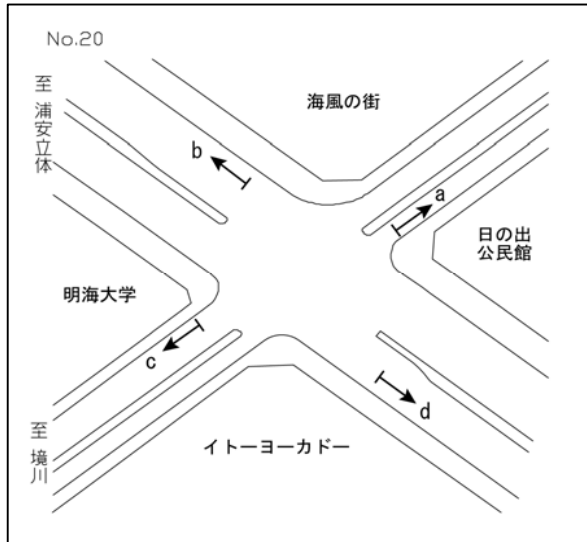 No.20
至 浦安立体
海風の街
b
a
日の出
公民館
明海大学
c
d
至 境川
イトーヨーカドー